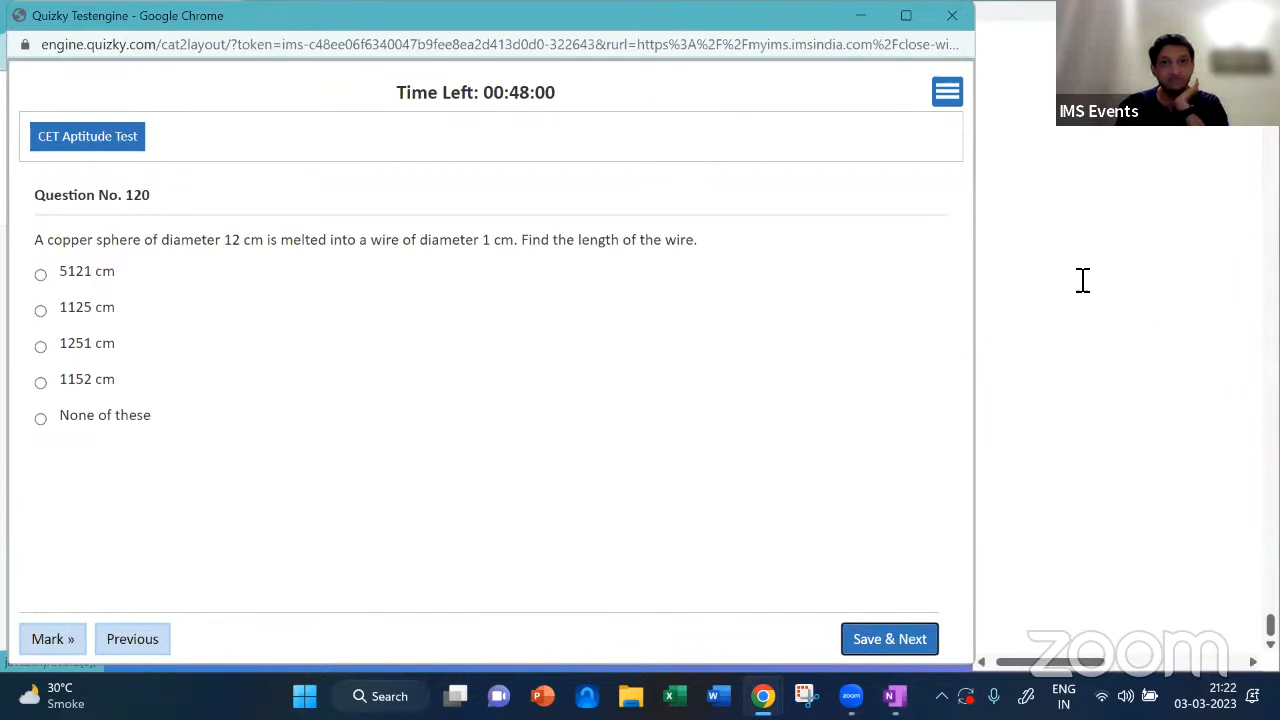 Quizky Testengine - Google Chrome
engine.quizky.com/cat2layout/?token=ims-c48ee06f6340047b9fee8ea2d413d0d0-322643&rurl=https%3A%2F%2Fmyims.imsindia.com%2Fclose-wi...
IMS Events
Time Left: 00:48:00
CET Aptitude Test
Question No. 120
A copper sphere of diameter 12 cm is melted into a wire of diameter 1 cm. Find the length of the wire.
5121 cm
1125 cm
1251 cm
1152 cm
None of these
Mark »
Previous
Save & Next
zoom
30°C
Smoke
Search
zoom
ENG
IN
21:22
03-03-2023